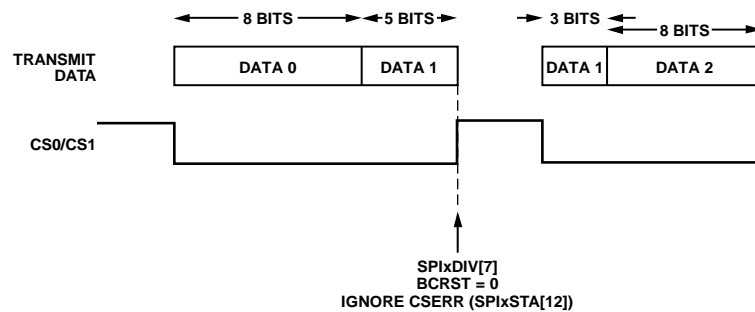 8 BITS
5 BITS
3 BITS
8 BITS
TRANSMIT
DATA
DATA 0
DATA 1
DATA 1
DATA 2
CS0/CS1
SPIxDIV[7]
BCRST = 0
IGNORE CSERR (SPIxSTA[12])